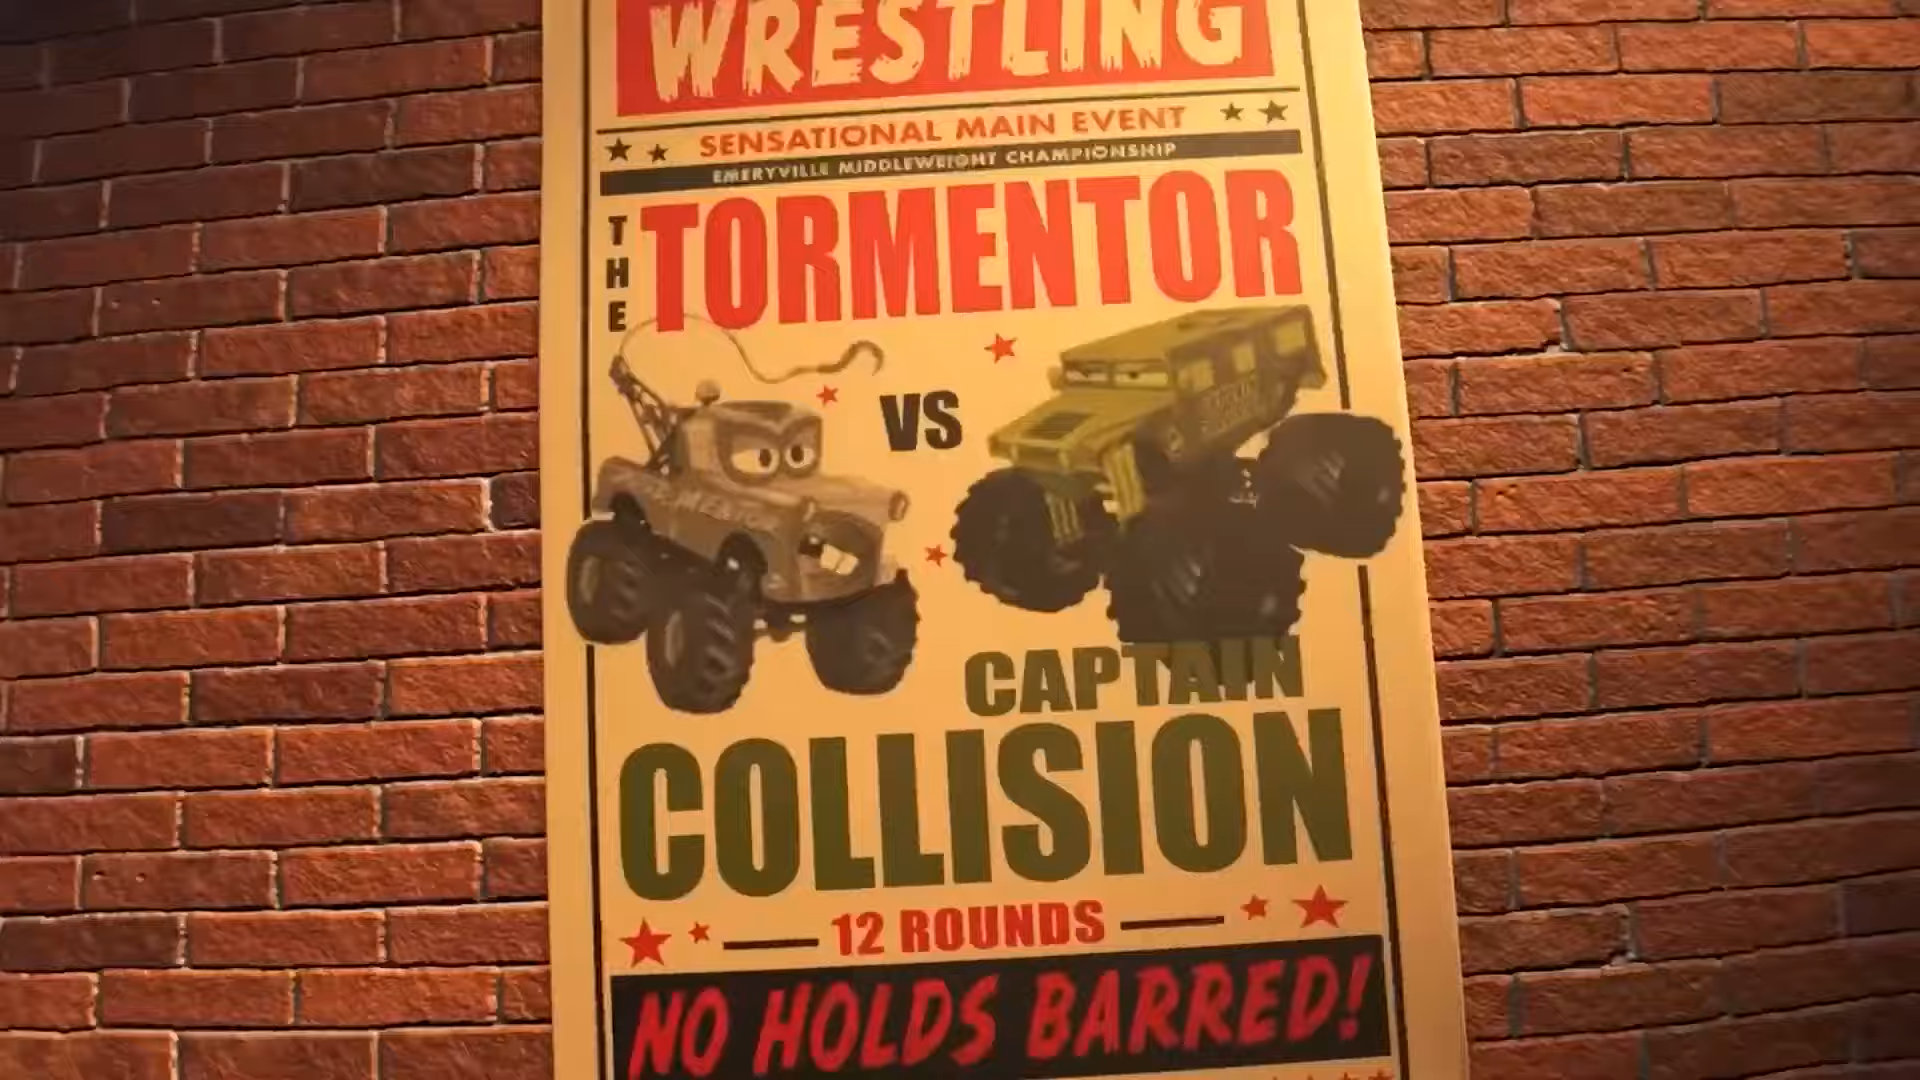 WRESTLING
SENSATIONAL MAIN EVENT
EMERYVILLE MIDDLEWEIGHT CHAMPIONSHIP
THE TORMENTOR
VS
CAPTAIN
COLLISION
12 ROUNDS
NO HOLDS BARRED!